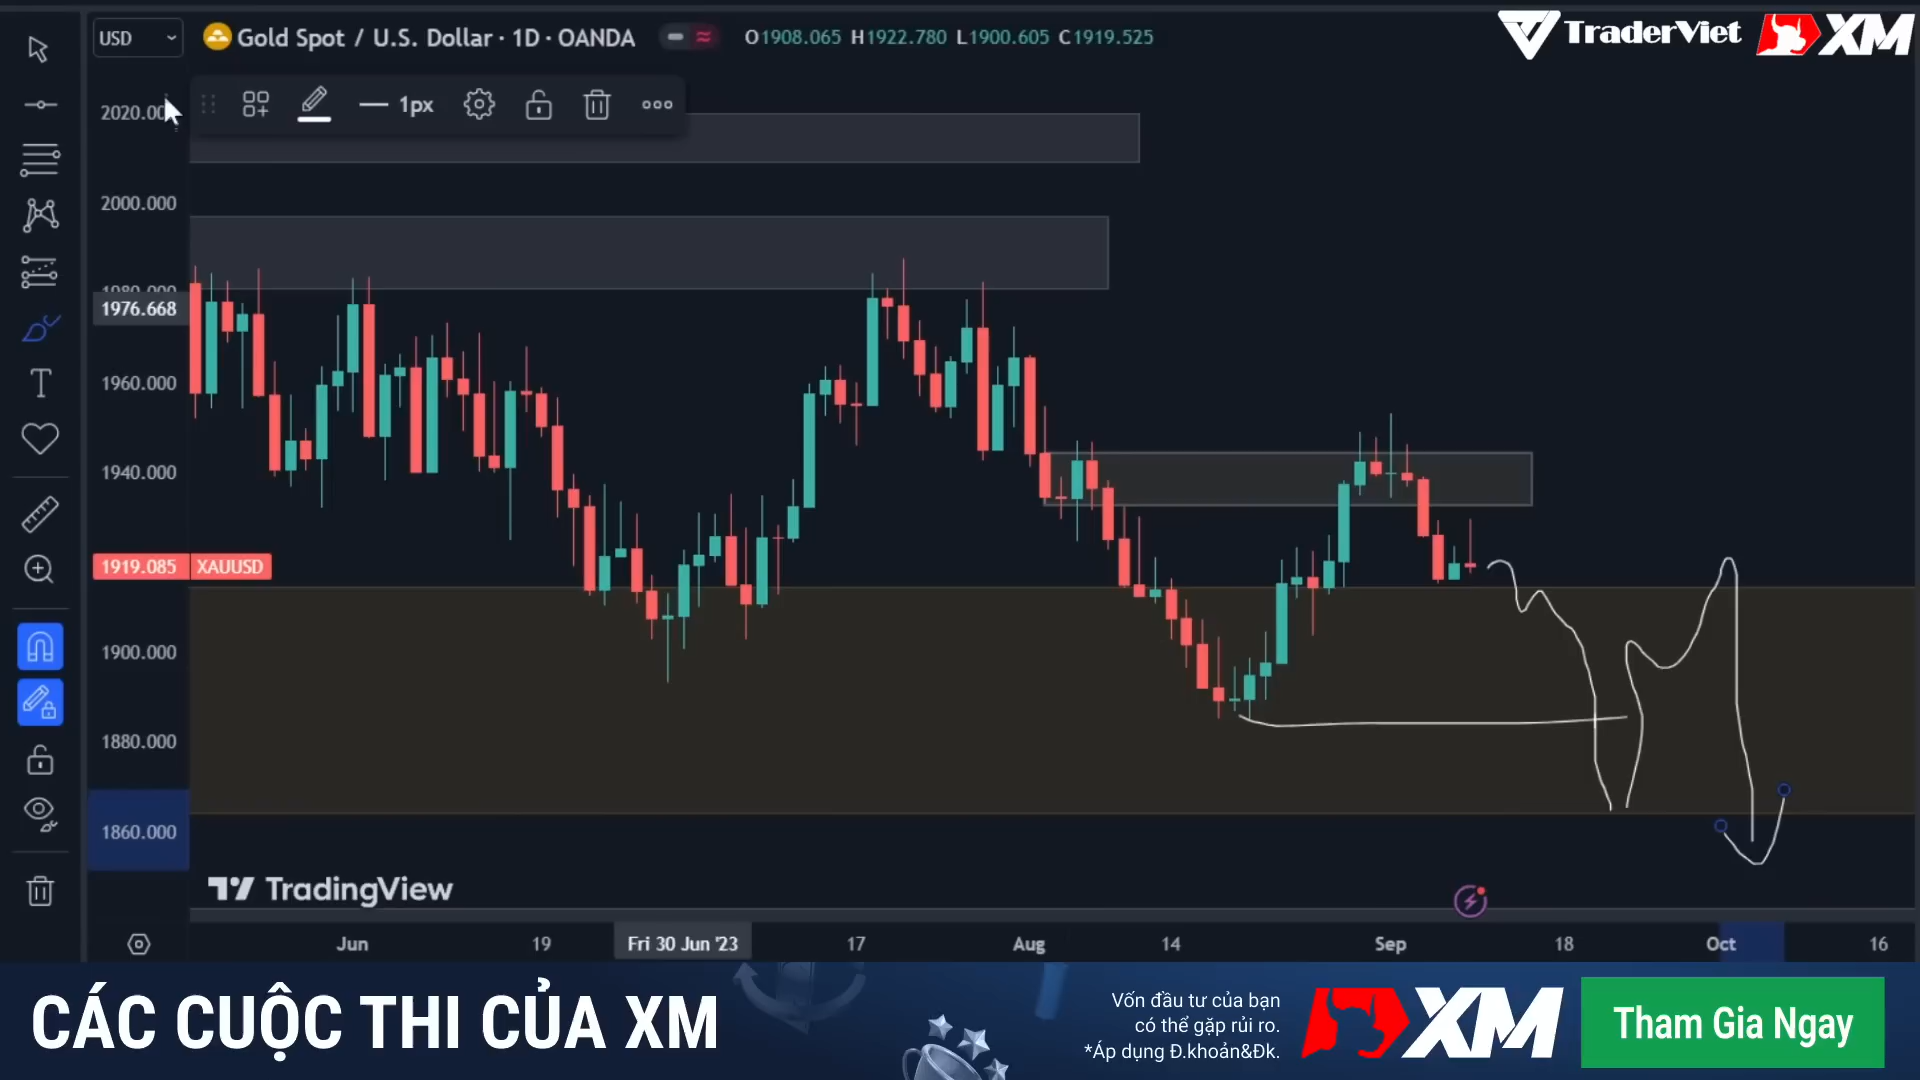 USD
Gold Spot / U.S. Dollar · 1D · OANDA
O1908.065 H1922.780 L1900.605 C1919.525
TraderViet XM
1px
2000.000
1976.668
1960.000
1940.000
1919.085 XAUUSD
1900.000
1880.000
1860.000
TradingView
Jun 19 Fri 30 Jun '23 17 Aug 14 Sep 18 Oct 16
CÁC CUỘC THI CỦA XM
Vốn đầu tư của bạn
có thể gặp rủi ro.
*Áp dụng Đ.khoản&Đk.
XM
Tham Gia Ngay